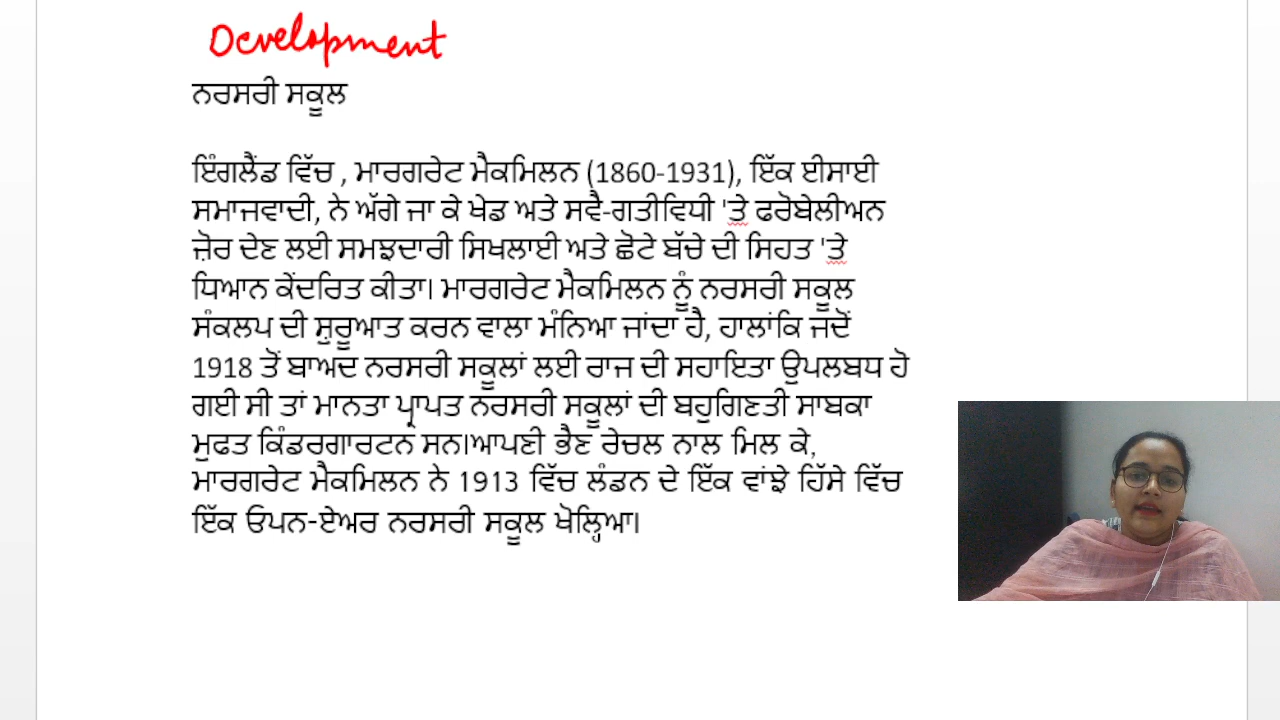 Development
ਨਰਸਰੀ ਸਕੂਲ
ਇੰਗਲੈਂਡ ਵਿੱਚ , ਮਾਰਗਰੇਟ ਮੈਕਮਿਲਨ (1860-1931), ਇੱਕ ਈਸਾਈ
ਸਮਾਜਵਾਦੀ, ਨੇ ਅੱਗੇ ਜਾ ਕੇ ਖੇਡ ਅਤੇ ਸਵੈ-ਗਤੀਵਿਧੀ 'ਤੇ ਫਰੋਬੇਲੀਅਨ
ਜ਼ੋਰ ਦੇਣ ਲਈ ਸਮਝਦਾਰੀ ਸਿਖਲਾਈ ਅਤੇ ਛੋਟੇ ਬੱਚੇ ਦੀ ਸਿਹਤ 'ਤੇ
ਧਿਆਨ ਕੇਂਦਰਿਤ ਕੀਤਾ। ਮਾਰਗਰੇਟ ਮੈਕਮਿਲਨ ਨੂੰ ਨਰਸਰੀ ਸਕੂਲ
ਸੰਕਲਪ ਦੀ ਸ਼ੁਰੂਆਤ ਕਰਨ ਵਾਲਾ ਮੰਨਿਆ ਜਾਂਦਾ ਹੈ, ਹਾਲਾਂਕਿ ਜਦੋਂ
1918 ਤੋਂ ਬਾਅਦ ਨਰਸਰੀ ਸਕੂਲਾਂ ਲਈ ਰਾਜ ਦੀ ਸਹਾਇਤਾ ਉਪਲਬਧ ਹੋ
ਗਈ ਸੀ ਤਾਂ ਮਾਨਤਾ ਪ੍ਰਾਪਤ ਨਰਸਰੀ ਸਕੂਲਾਂ ਦੀ ਬਹੁਗਿਣਤੀ ਸਾਬਕਾ
ਮੁਫਤ ਕਿੰਡਰਗਾਰਟਨ ਸਨ।ਆਪਣੀ ਭੈਣ ਰੇਚਲ ਨਾਲ ਮਿਲ ਕੇ,
ਮਾਰਗਰੇਟ ਮੈਕਮਿਲਨ ਨੇ 1913 ਵਿੱਚ ਲੰਡਨ ਦੇ ਇੱਕ ਵਾਂਝੇ ਹਿੱਸੇ ਵਿੱਚ
ਇੱਕ ਓਪਨ-ਏਅਰ ਨਰਸਰੀ ਸਕੂਲ ਖੋਲ੍ਹਿਆ।